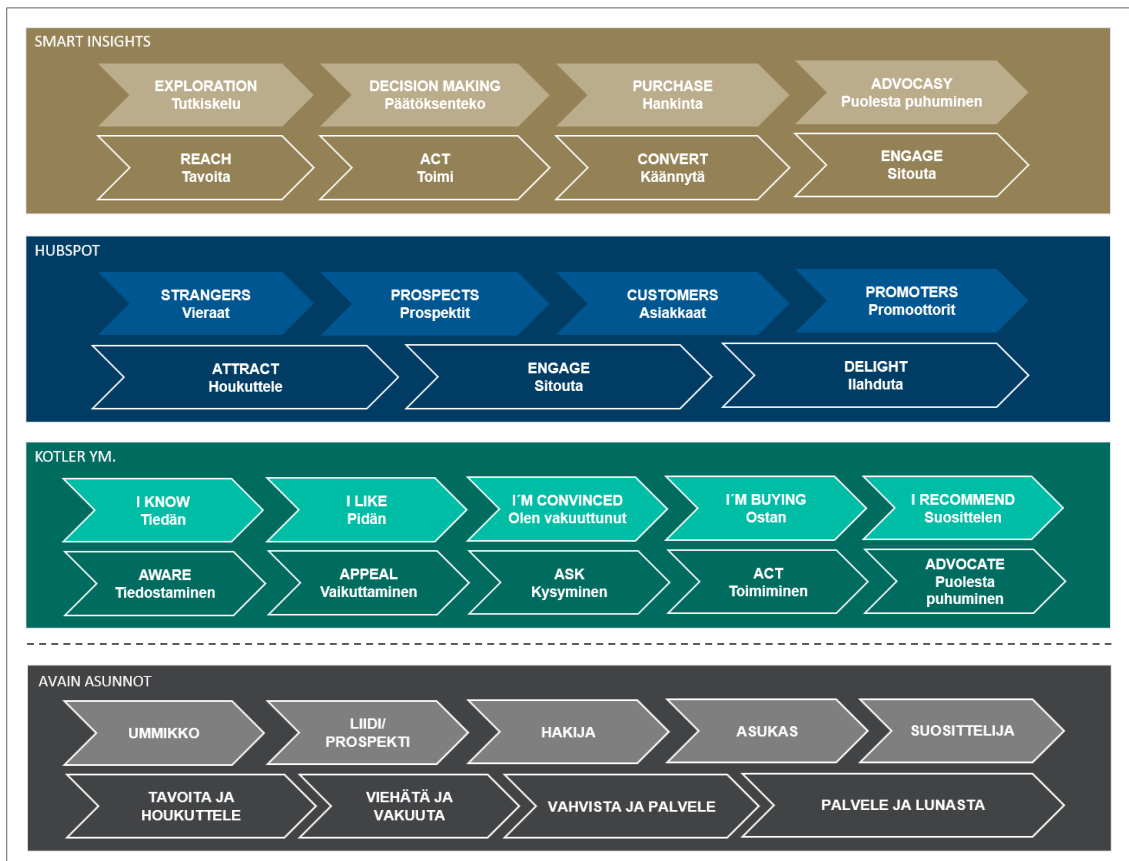 SMART INSIGHTS
EXPLORATION
Tutkiskelu
DECISION MAKING
Päätöksenteko
PURCHASE
Hankinta
ADVOCASY
Puolesta puhuminen
REACH
Tavoita
ACT
Toimi
CONVERT
Käännytä
ENGAGE
Sitouta
HUBSPOT
STRANGERS
Vieraat
PROSPECTS
Prospektit
CUSTOMERS
Asiakkaat
PROMOTERS
Promoottorit
ATTRACT
Houkuttele
ENGAGE
Sitouta
DELIGHT
Ilahduta
KOTLER YM.
I KNOW
Tiedän
I LIKE
Pidän
I´M CONVINCED
Olen vakuuttunut
I´M BUYING
Ostan
I RECOMMEND
Suosittelen
AWARE
Tiedostaminen
APPEAL
Vaikuttaminen
ASK
Kysyminen
ACT
Toimiminen
ADVOCATE
Puolesta
puhuminen
AVAIN ASUNNOT
UMMIKKO
LIIDI/
PROSPEKTI
HAKIJA
ASUKAS
SUOSITTELIJA
TAVOITA JA
HOUKUTTELE
VIEHÄTÄ JA
VAKUUTA
VAHVISTA JA PALVELE
PALVELE JA LUNASTA